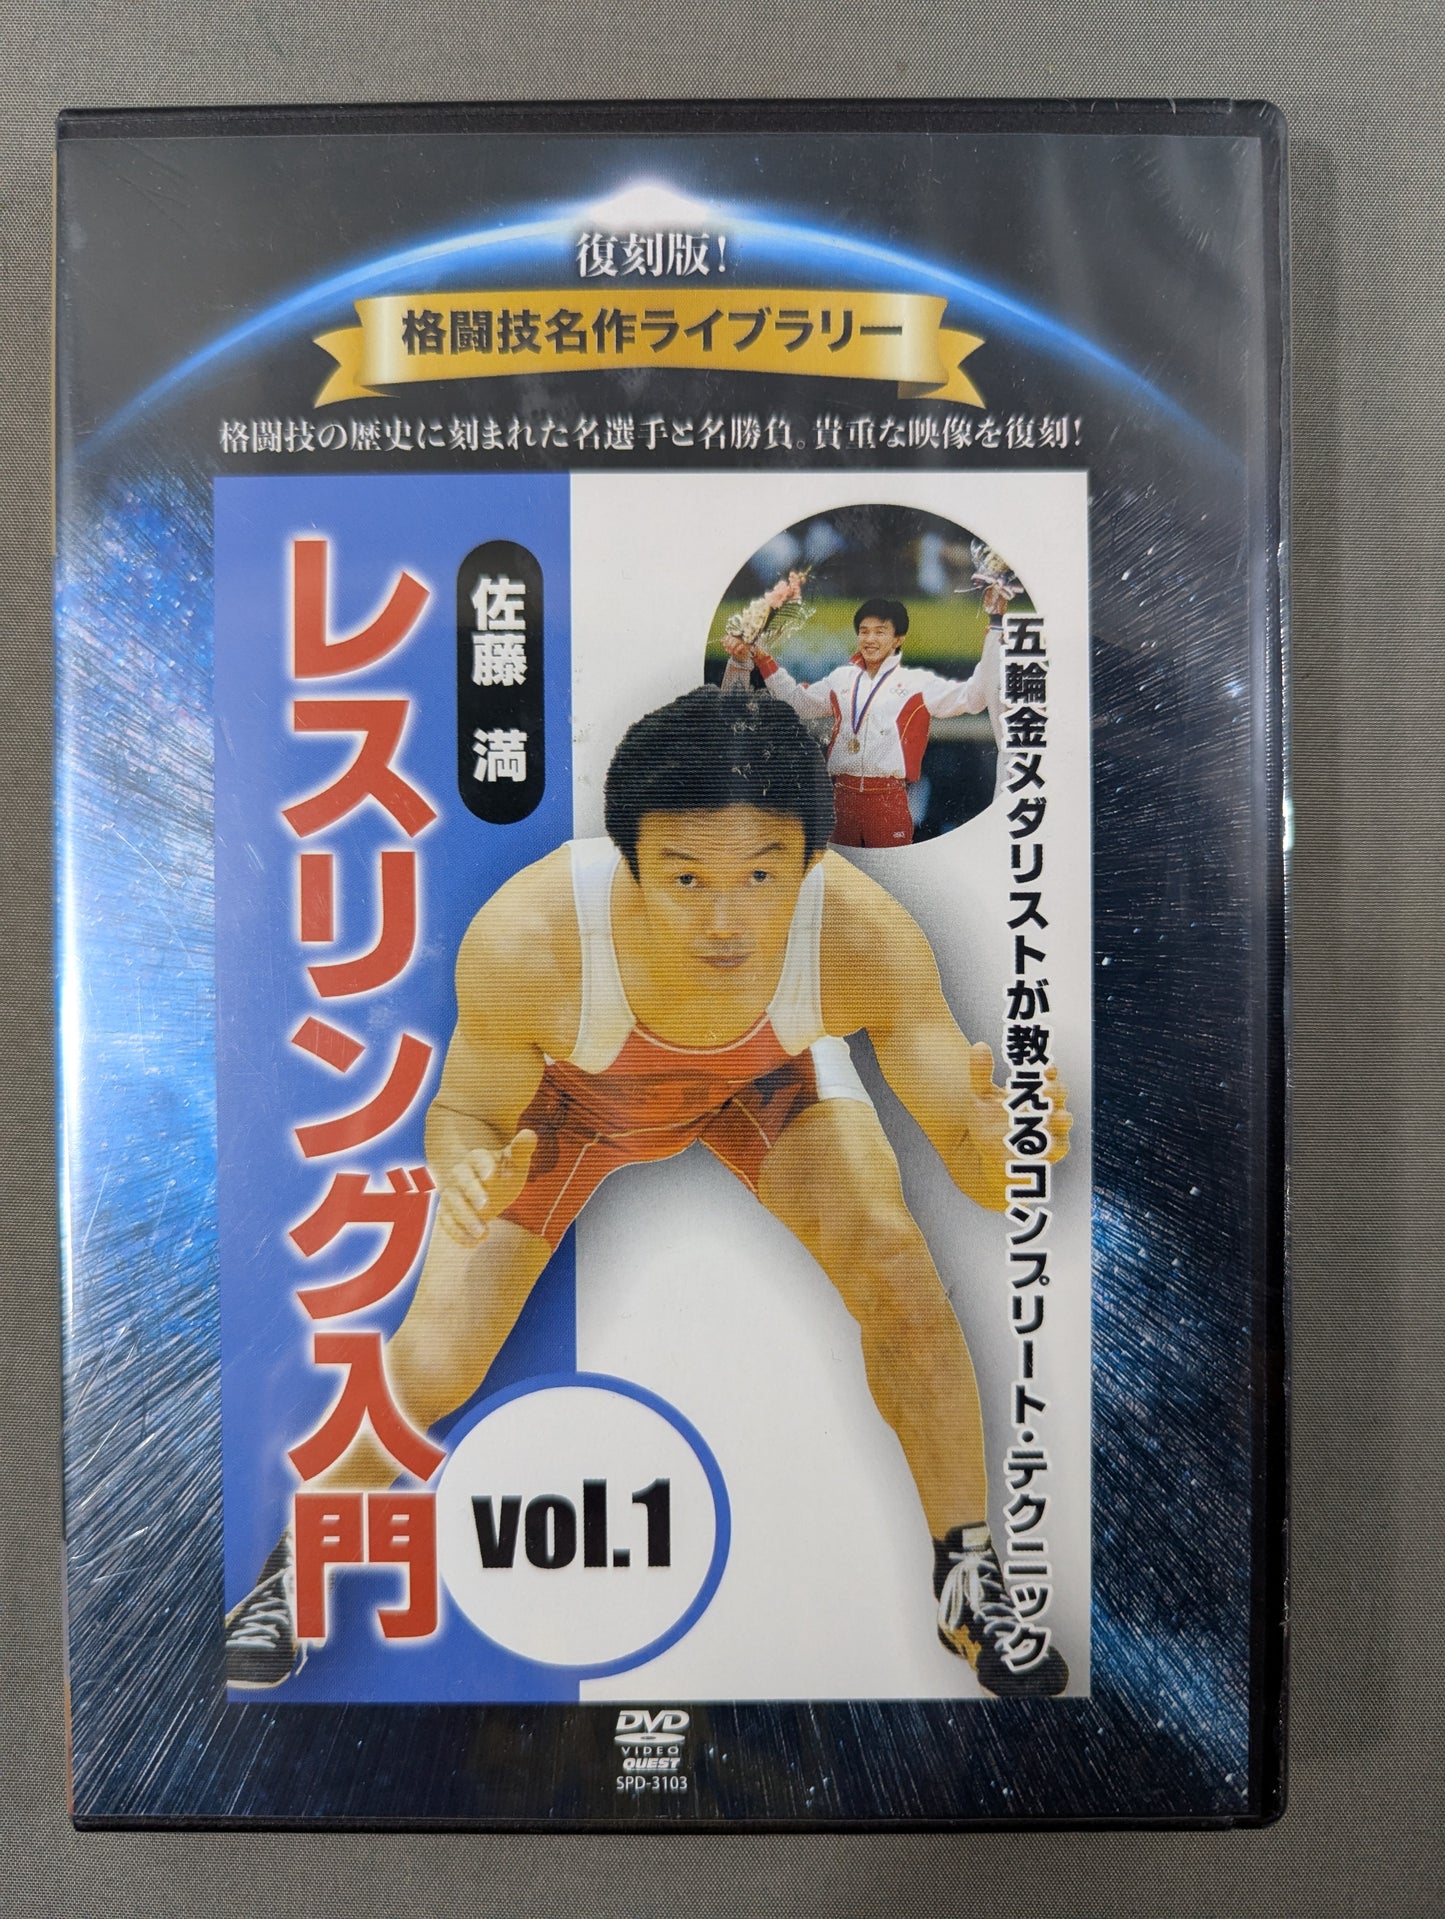 復刻版!
格闘技名作ライブラリー
格闘技の歴史に刻まれた名選手と名勝負。貴重な映像を復刻!
五輪金メダリストが教えるコンプリート・テクニック
佐藤 満
レスリング入門
vol.1
DVD
VIDEO
QUEST
SPD-3103